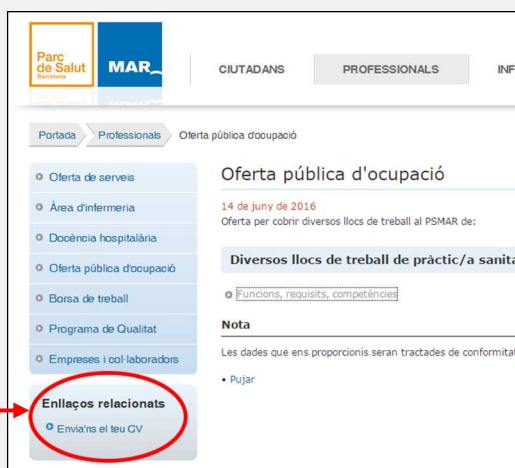 Parc
de Salut
Barcelona
MAR
CIUTADANS
PROFESSIONALS
INF
Portada
Professionals
Oferta pública d'ocupació
Oferta de serveis
Àrea d'infermeria
Docència hospitalària
Oferta pública d'ocupació
Borsa de treball
Programa de Qualitat
Empreses i col·laboradors
Enllaços relacionats
Envia'ns el teu CV
Oferta pública d'ocupació
14 de juny de 2016
Oferta per cobrir diversos llocs de treball al PSMAR de:
Diversos llocs de treball de pràctic/a sanita
Funcions, requisits, competències
Nota
Les dades que ens proporcionis seran tractades de conformitat
• Pujar